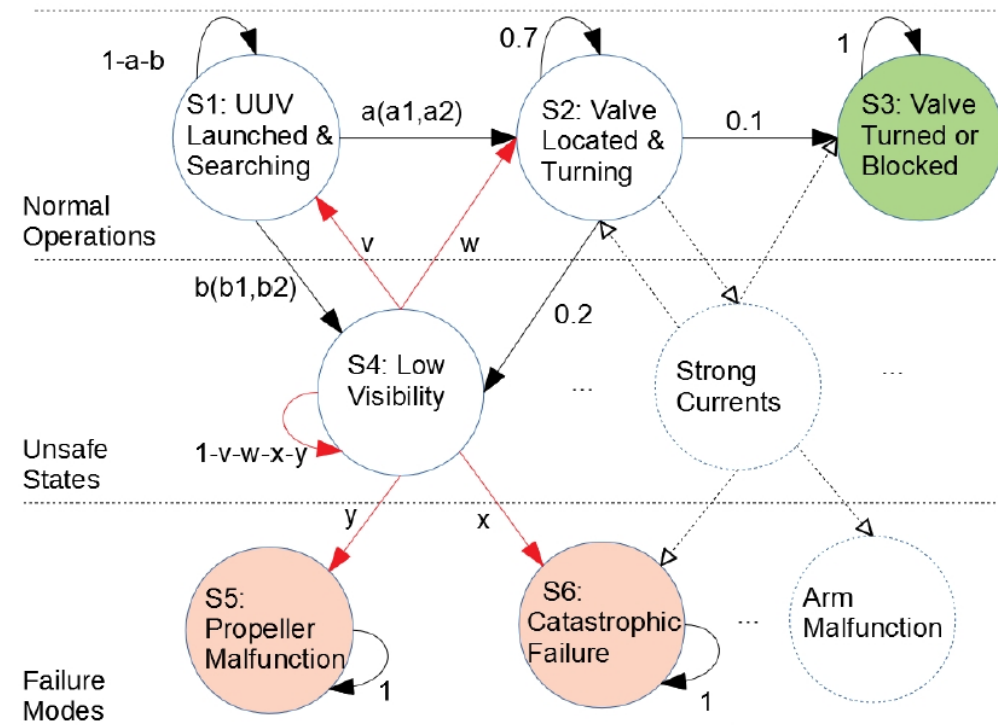 1-a-b
0.7
1
S1: UUV
Launched &
Searching
a(a1,a2)
S2: Valve
Located &
Turning
0.1
S3: Valve
Turned or
Blocked
Normal
Operations
v
w
b(b1,b2)
0.2
S4: Low
Visibility
...
Strong
Currents
...
1-v-w-x-y
Unsafe
States
y
x
S5:
Propeller
Malfunction
1
S6:
Catastrophic
Failure
1
...
Arm
Malfunction
Failure
Modes